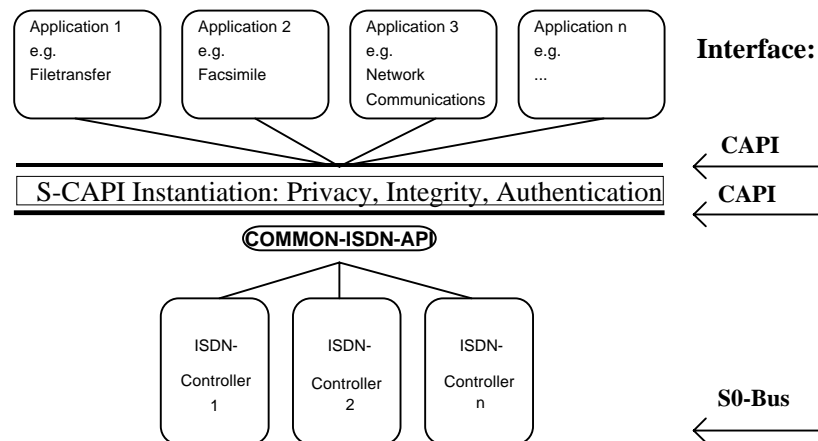 Application 1
e.g.
Filetransfer
Application 2
e.g.
Facsimile
Application 3
e.g.
Network
Communications
Application n
e.g.
...
Interface:
CAPI
S-CAPI Instantiation: Privacy, Integrity, Authentication
CAPI
COMMON-ISDN-API
ISDN-
Controller
1
ISDN-
Controller
2
ISDN-
Controller
n
S0-Bus